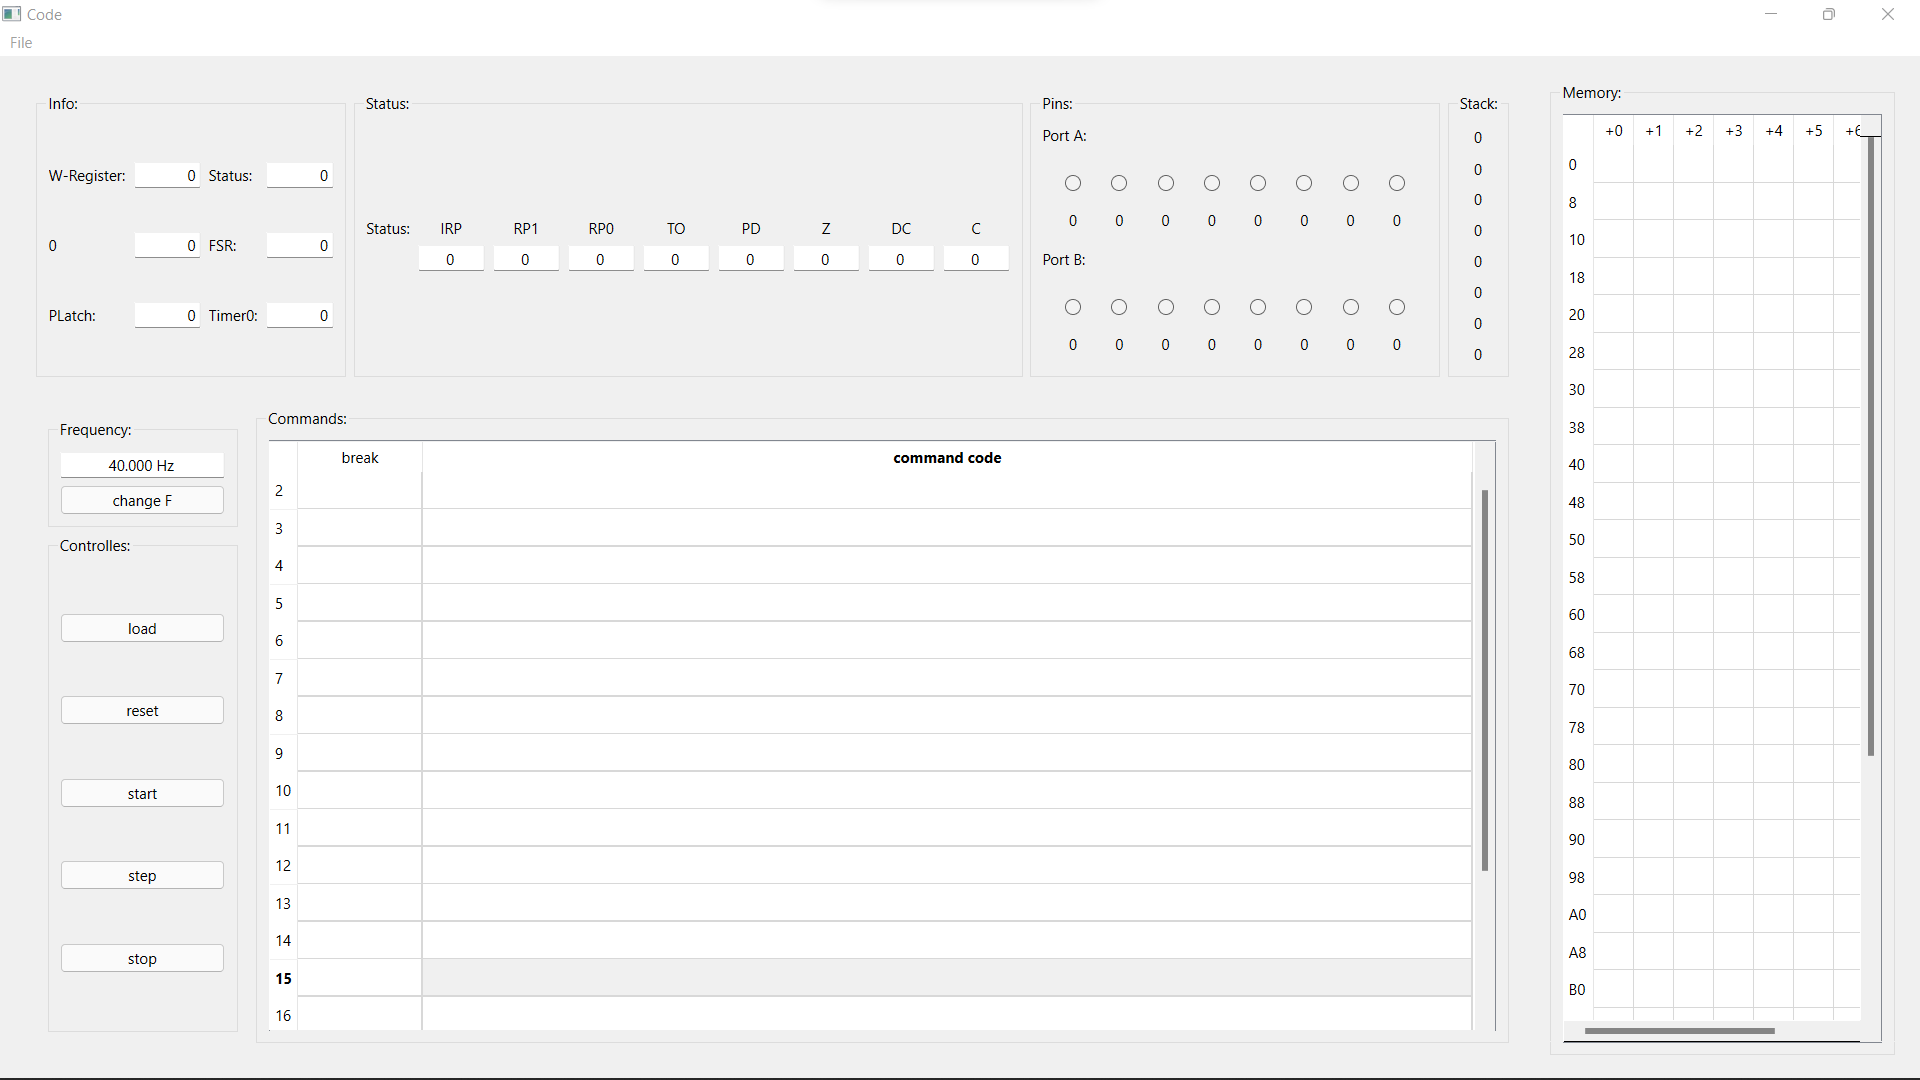 Code
File
Info:
W-Register: 0 Status: 0
0 0 FSR: 0
PLatch: 0 Timer0: 0
Status:
Status: IRP RP1 RP0 TO PD Z DC C
0 0 0 0 0 0 0 0
Pins:
Port A:
0 0 0 0 0 0 0 0
Port B:
0 0 0 0 0 0 0 0
Stack:
0
0
0
0
0
0
0
0
Frequency:
40.000 Hz
change F
Controlles:
load
reset
start
step
stop
Commands:
break command code
2
3
4
5
6
7
8
9
10
11
12
13
14
15
16
Memory:
+0 +1 +2 +3 +4 +5 +6
0
8
10
18
20
28
30
38
40
48
50
58
60
68
70
78
80
88
90
98
A0
A8
B0